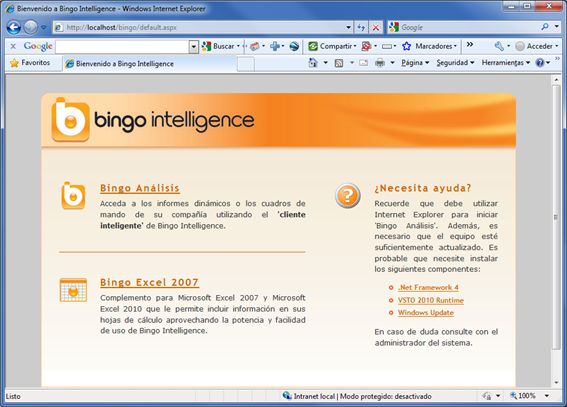 Bienvenido a Bingo Intelligence - Windows Internet Explorer
http://localhost/bingo/default.aspx
Google
Google
Buscar
Compartir
Marcadores
Acceder
Favoritos
Bienvenido a Bingo Intelligence
Página
Seguridad
Herramientas
bingo intelligence
Bingo Análisis
Acceda a los informes dinámicos o los cuadros de
mando de su compañía utilizando el 'cliente
inteligente' de Bingo Intelligence.
Bingo Excel 2007
Complemento para Microsoft Excel 2007 y Microsoft
Excel 2010 que le permite incluir información en sus
hojas de cálculo aprovechando la potencia y facilidad
de uso de Bingo Intelligence.
¿Necesita ayuda?
Recuerde que debe utilizar
Internet Explorer para iniciar
'Bingo Análisis'. Además, es
necesario que el equipo esté
suficientemente actualizado. Es
probable que necesite instalar
los siguientes componentes:
.Net Framework 4
VSTO 2010 Runtime
Windows Update
En caso de duda consulte con el
administrador del sistema.
Listo
Intranet local | Modo protegido: desactivado
100%